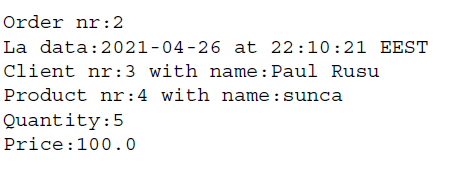 Order nr:2
La data:2021-04-26 at 22:10:21 EEST
Client nr:3 with name:Paul Rusu
Product nr:4 with name:sunca
Quantity:5
Price:100.0